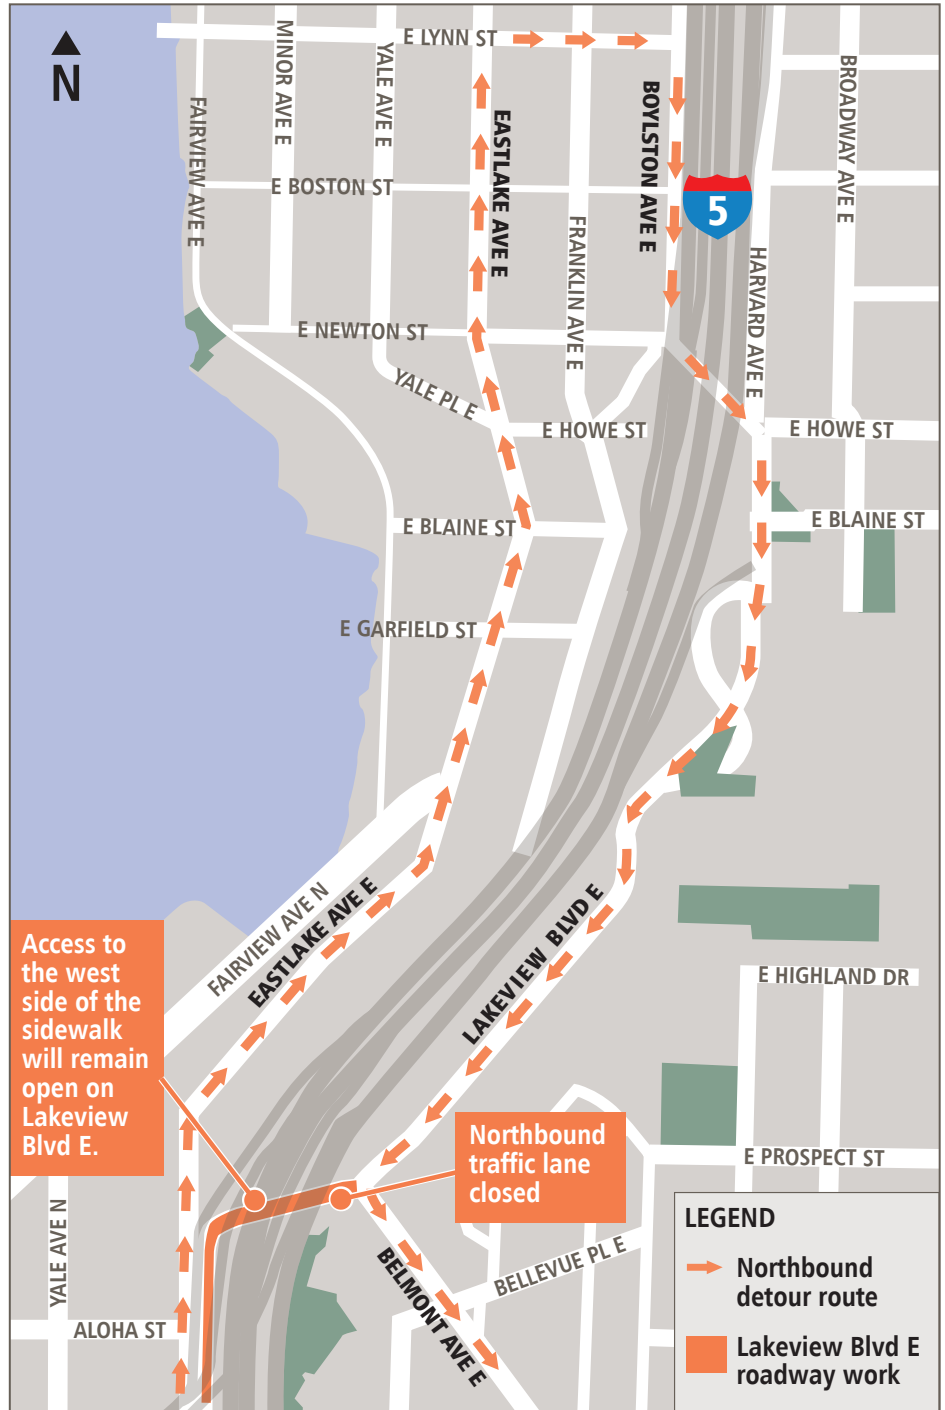 N
E LYNN ST
MINOR AVE E
YALE AVE E
FAIRVIEW AVE E
EASTLAKE AVE E
BOYLSTON AVE E
BROADWAY AVE E
E BOSTON ST
5
FRANKLIN AVE E
HARVARD AVE E
E NEWTON ST
YALE PL E
E HOWE ST
E HOWE ST
E BLAINE ST
E BLAINE ST
E GARFIELD ST
FAIRVIEW AVE N
EASTLAKE AVE E
LAKEVIEW BLVD E
E HIGHLAND DR
Access to
the west
side of the
sidewalk
will remain
open on
Lakeview
Blvd E.
Northbound
traffic lane
closed
E PROSPECT ST
YALE AVE N
BELMONT AVE E
BELLEVUE PL E
ALOHA ST
LEGEND
Northbound
detour route
Lakeview Blvd E
roadway work